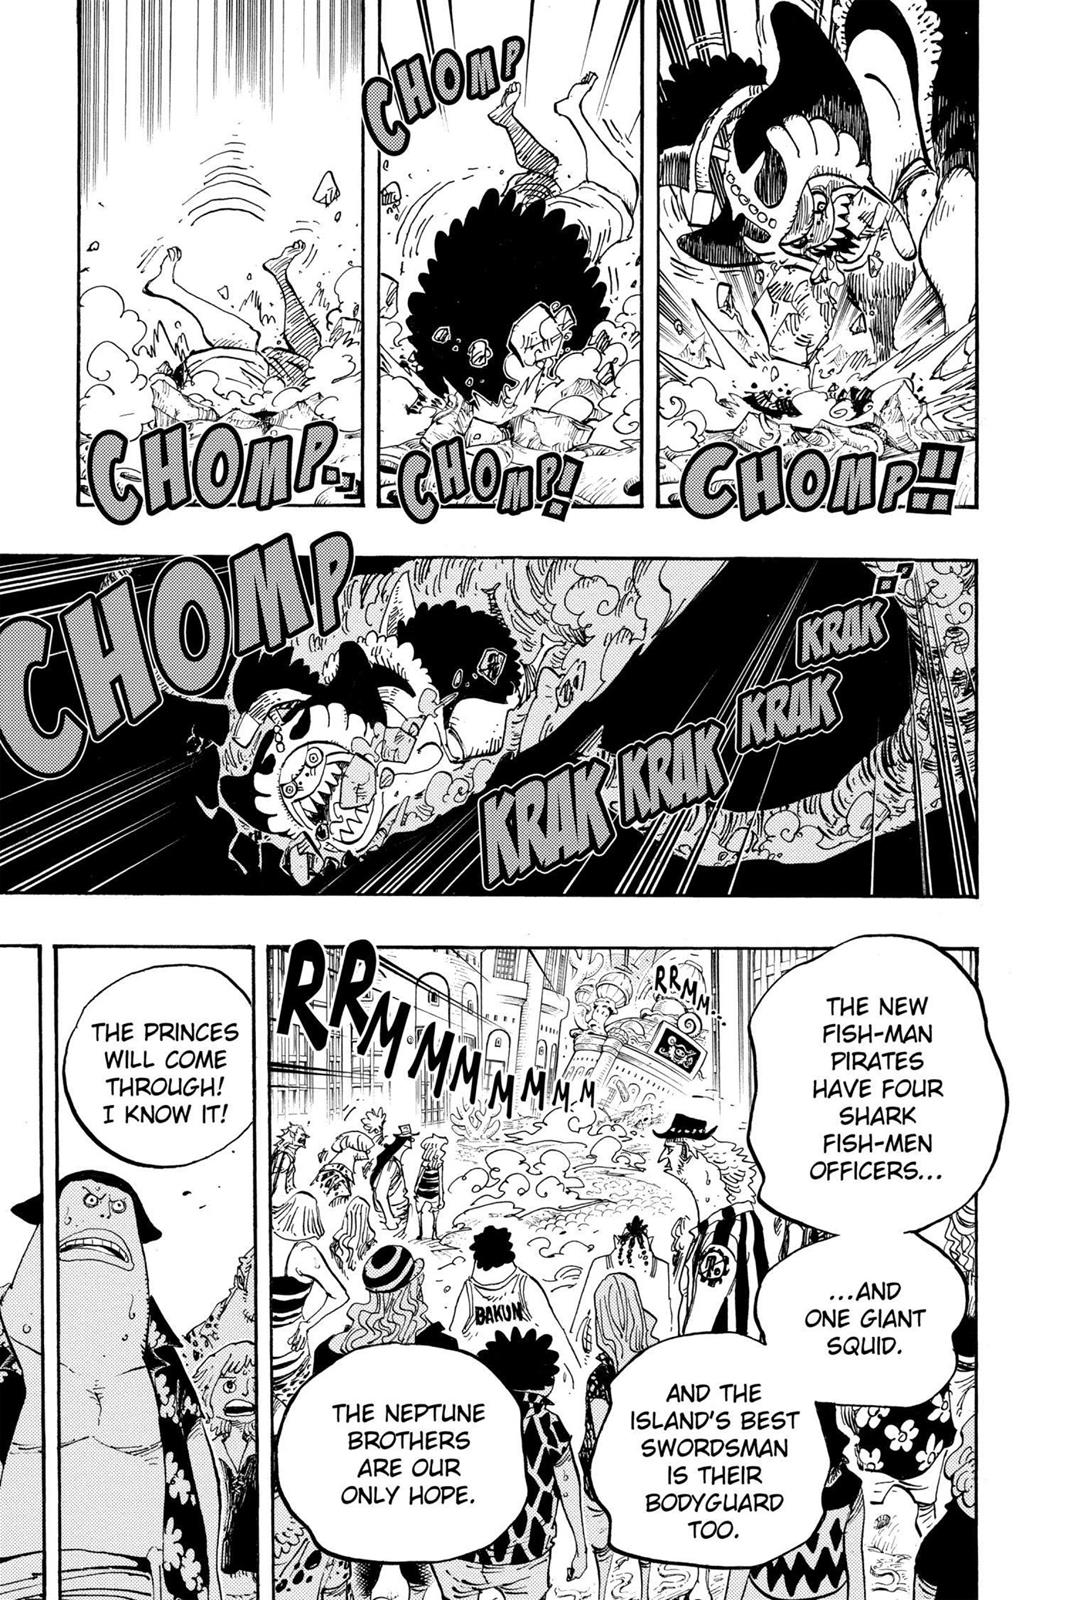 CHOMP!!
CHOMP
CHOMP!
CHOMP..,
KRAK
KRAK
KRAK
KRAK
CHOMP
THE NEW
FISH-MAN
PIRATES
HAVE FOUR
SHARK
FISH-MEN
OFFICERS...
...AND
ONE GIANT
SQUID.
AND THE
ISLAND'S BEST
SWORDSMAN
IS THEIR
BODYGUARD
TOO.
RRMM..
RRMMMMMMM..
BAKUN
THE NEPTUNE
BROTHERS
ARE OUR
ONLY HOPE.
THE PRINCES
WILL COME
THROUGH!
I KNOW IT!